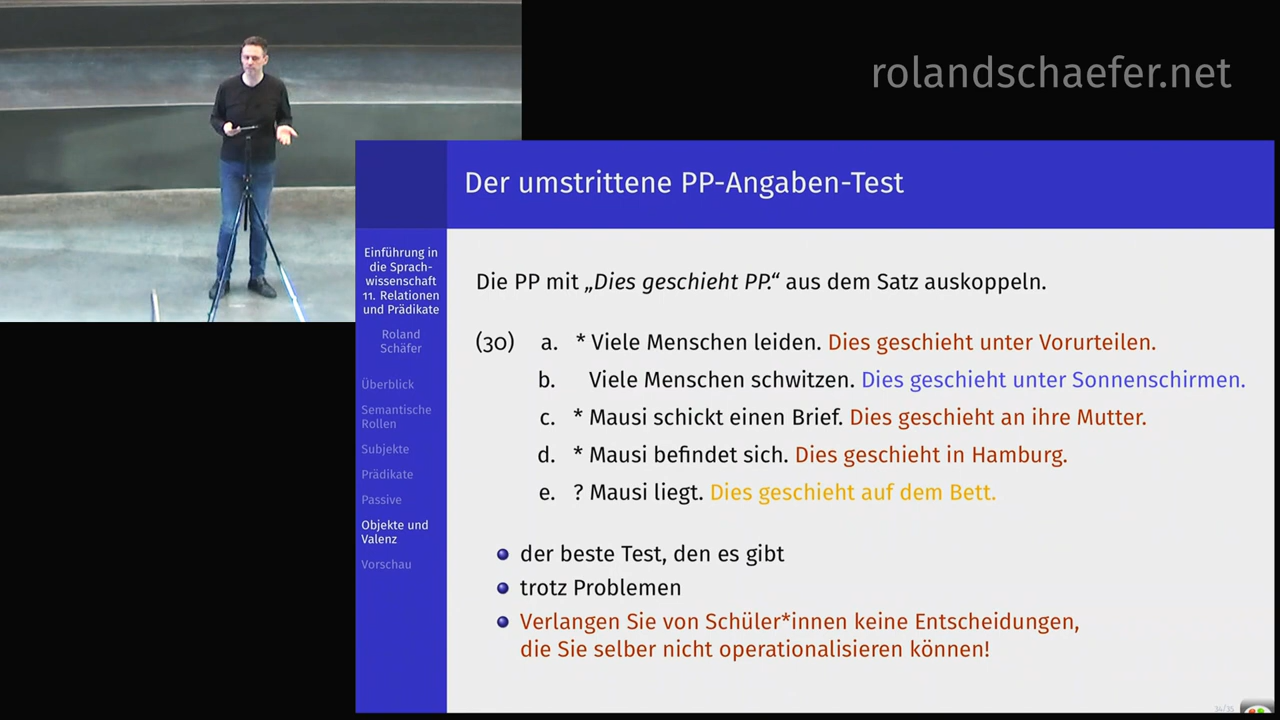 rolandschaefer.net
Der umstrittene PP-Angaben-Test
Einführung in
die Sprach-
wissenschaft
11. Relationen
und Prädikate
Roland
Schäfer
Überblick
Semantische
Rollen
Subjekte
Prädikate
Passive
Objekte und
Valenz
Vorschau
Die PP mit „Dies geschieht PP.“ aus dem Satz auskoppeln.
(30) a. * Viele Menschen leiden. Dies geschieht unter Vorurteilen.
b. Viele Menschen schwitzen. Dies geschieht unter Sonnenschirmen.
c. * Mausi schickt einen Brief. Dies geschieht an ihre Mutter.
d. * Mausi befindet sich. Dies geschieht in Hamburg.
e. ? Mausi liegt. Dies geschieht auf dem Bett.
der beste Test, den es gibt
trotz Problemen
Verlangen Sie von Schüler*innen keine Entscheidungen,
die Sie selber nicht operationalisieren können!